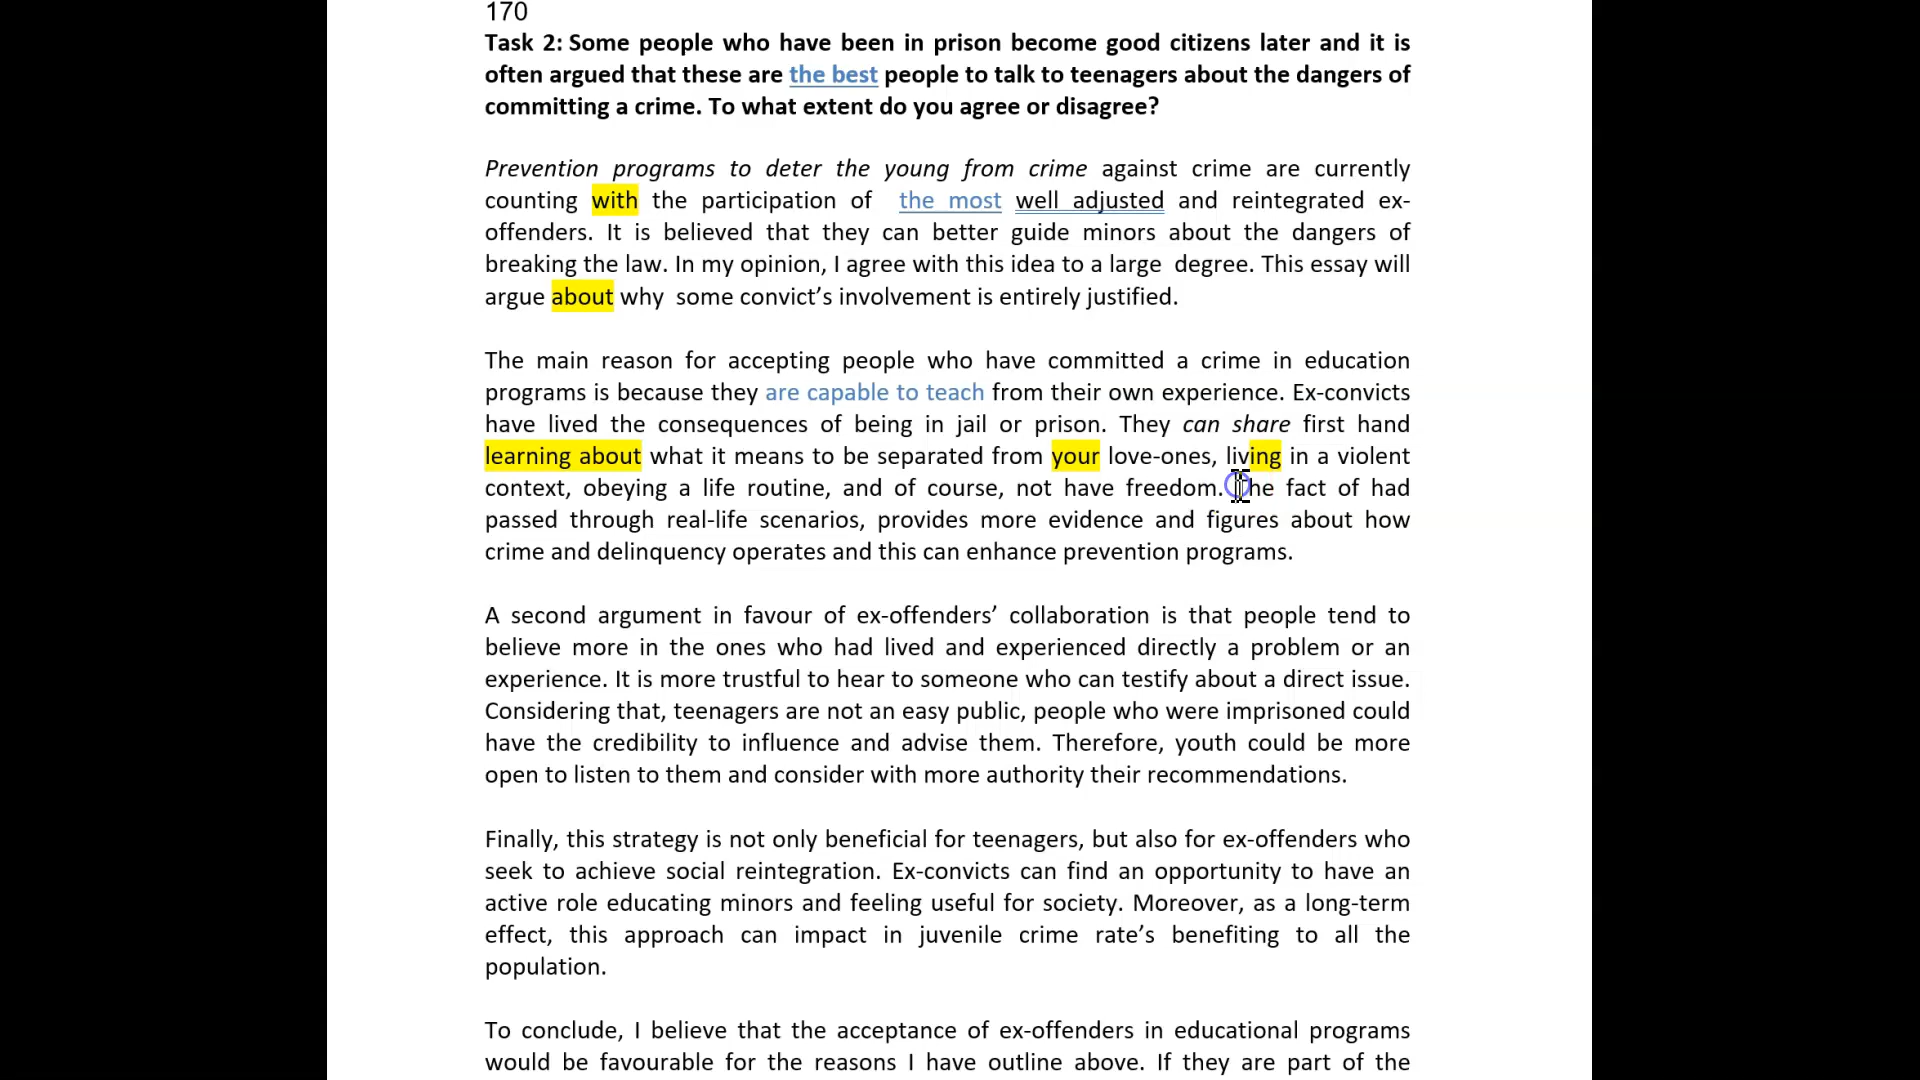 170
Task 2: Some people who have been in prison become good citizens later and it is
often argued that these are the best people to talk to teenagers about the dangers of
committing a crime. To what extent do you agree or disagree?
Prevention programs to deter the young from crime against crime are currently
counting with the participation of the most well adjusted and reintegrated ex-
offenders. It is believed that they can better guide minors about the dangers of
breaking the law. In my opinion, I agree with this idea to a large degree. This essay will
argue about why some convict’s involvement is entirely justified.
The main reason for accepting people who have committed a crime in education
programs is because they are capable to teach from their own experience. Ex-convicts
have lived the consequences of being in jail or prison. They can share first hand
learning about what it means to be separated from your love-ones, living in a violent
context, obeying a life routine, and of course, not have freedom. The fact of had
passed through real-life scenarios, provides more evidence and figures about how
crime and delinquency operates and this can enhance prevention programs.
A second argument in favour of ex-offenders’ collaboration is that people tend to
believe more in the ones who had lived and experienced directly a problem or an
experience. It is more trustful to hear to someone who can testify about a direct issue.
Considering that, teenagers are not an easy public, people who were imprisoned could
have the credibility to influence and advise them. Therefore, youth could be more
open to listen to them and consider with more authority their recommendations.
Finally, this strategy is not only beneficial for teenagers, but also for ex-offenders who
seek to achieve social reintegration. Ex-convicts can find an opportunity to have an
active role educating minors and feeling useful for society. Moreover, as a long-term
effect, this approach can impact in juvenile crime rate’s benefiting to all the
population.
To conclude, I believe that the acceptance of ex-offenders in educational programs
would be favourable for the reasons I have outline above. If they are part of the